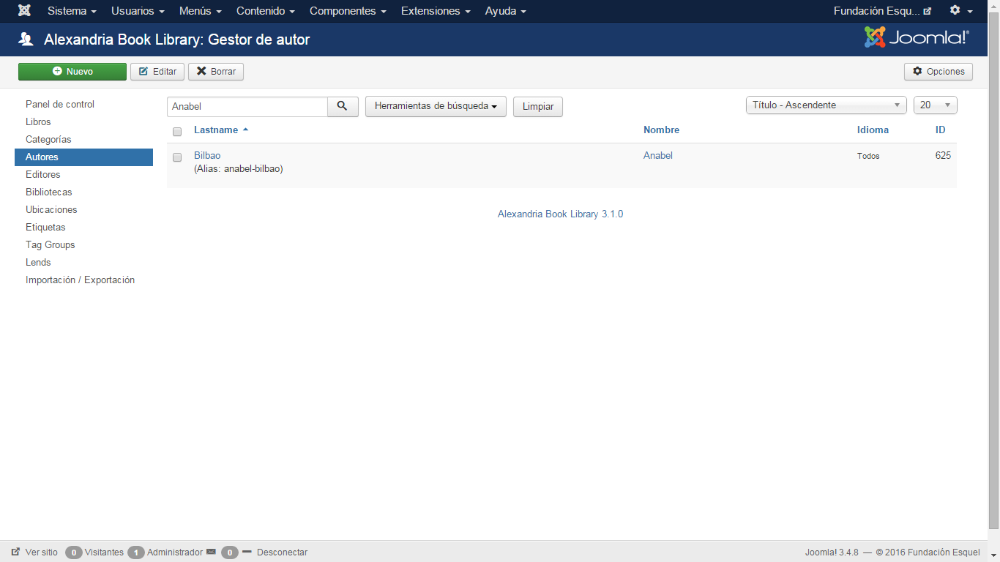 Sistema Usuarios Menús Contenido Componentes Extensiones Ayuda Fundación Esqu...
Alexandria Book Library: Gestor de autor Joomla!®
Nuevo Editar Borrar Opciones
Panel de control
Libros
Categorías
Autores
Editores
Bibliotecas
Ubicaciones
Etiquetas
Tag Groups
Lends
Importación / Exportación
Anabel Herramientas de búsqueda Limpiar Título - Ascendente 20
Lastname Nombre Idioma ID
Bilbao Anabel Todos 625
(Alias: anabel-bilbao)
Alexandria Book Library 3.1.0
Ver sitio 0 Visitantes 1 Administrador 0 Desconectar Joomla! 3.4.8 — © 2016 Fundación Esquel